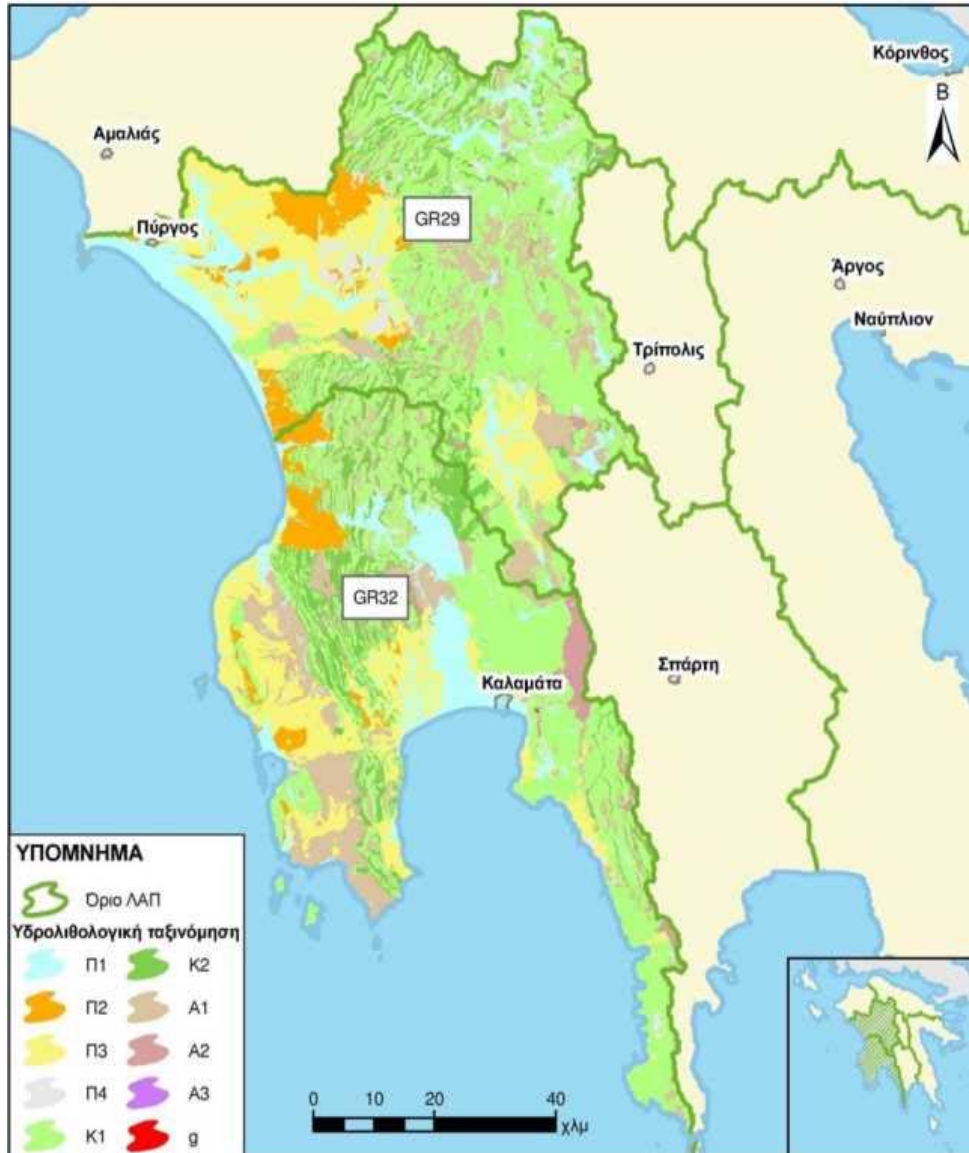 Κόρινθος
Β
Αμαλιάς
Πύργος
GR29
Άργος
Ναύπλιον
Τρίπολις
GR32
Σπάρτη
Καλαμάτα
ΥΠΟΜΝΗΜΑ
Όριο ΛΑΠ
Υδρολιθολογική ταξινόμηση
Π1 Κ2
Π2 Α1
Π3 Α2
Π4 Α3
Κ1 g
0 10 20 40
χλμ